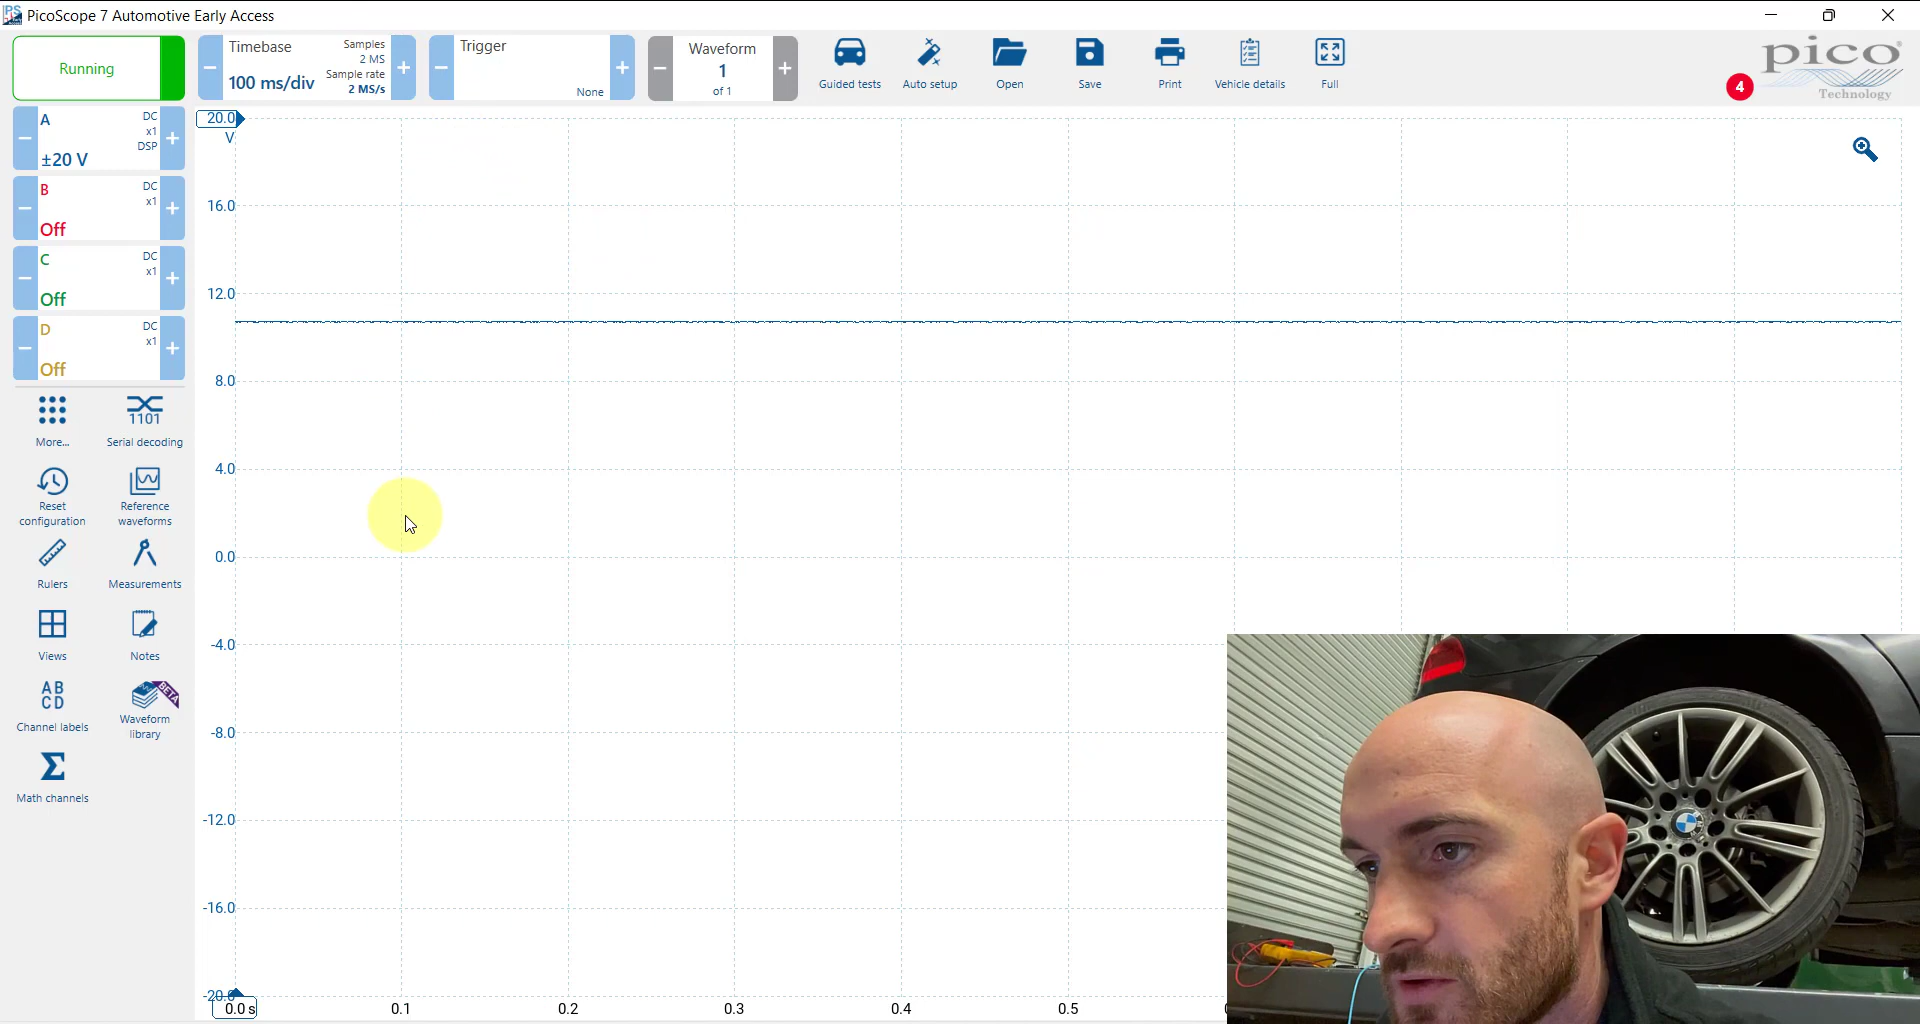 PicoScope 7 Automotive Early Access
Running
Timebase
100 ms/div
Samples
2 MS
Sample rate
2 MS/s
Trigger
None
Waveform
1
of 1
Guided tests
Auto setup
Open
Save
Print
Vehicle details
Full
4
pico
Technology
A
DC
x1
DSP
±20 V
B
DC
x1
Off
C
DC
x1
Off
D
DC
x1
Off
More...
1101
Serial decoding
Reset
configuration
Reference
waveforms
Rulers
Measurements
Views
Notes
A B
C D
Channel labels
BETA
Waveform
library
Σ
Math channels
20.0
V
16.0
12.0
8.0
4.0
0.0
-4.0
-8.0
-12.0
-16.0
-20.0
0.0 s
0.1
0.2
0.3
0.4
0.5